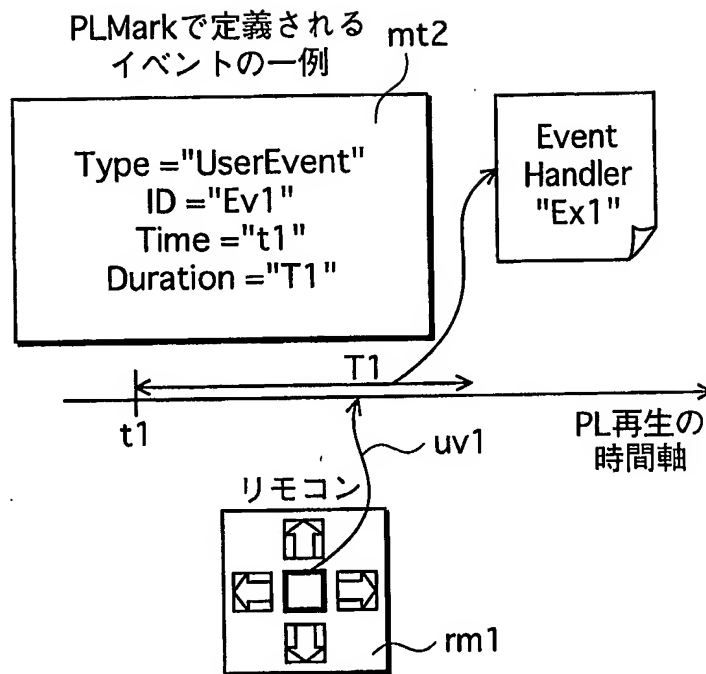 PLMarkで定義される
イベントの一例
mt2
Type ="UserEvent"
ID ="Ev1"
Time ="t1"
Duration ="T1"
Event
Handler
"Ex1"
T1
t1
PL再生の
時間軸
uv1
リモコン
rm1